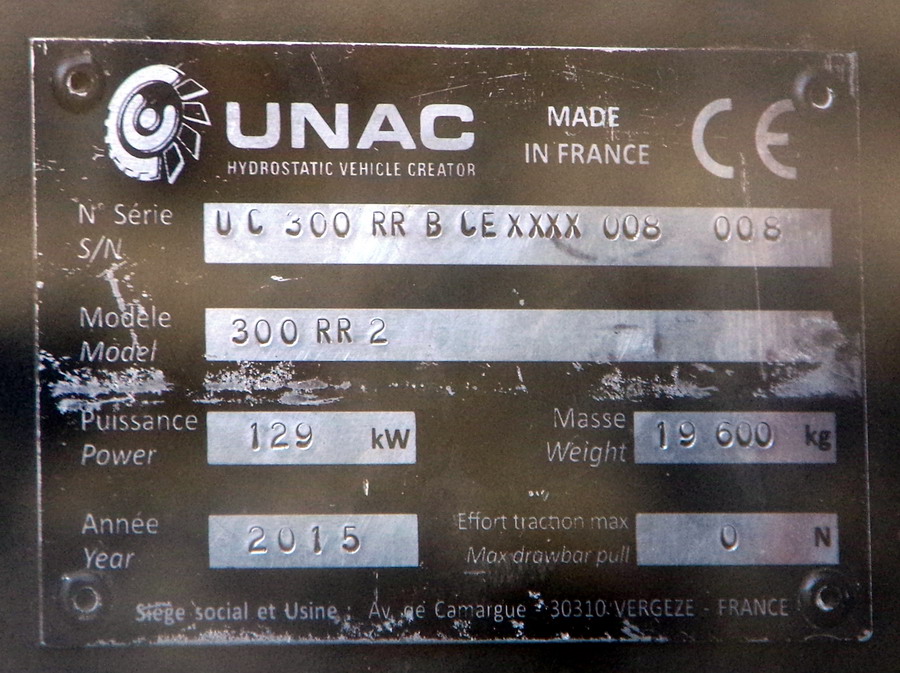 UNAC
HYDROSTATIC VEHICLE CREATOR
MADE
IN FRANCE
CE
N° Série
S/N
UC 300 RR B CE XXXX 008 008
Modèle
Model
300 RR 2
Puissance
Power
129 kW
Masse
Weight
19 600 kg
Année
Year
2015
Effort traction max
Max drawbar pull
0 N
Siège social et Usine : Av. de Camargue - 30310 VERGEZE - FRANCE